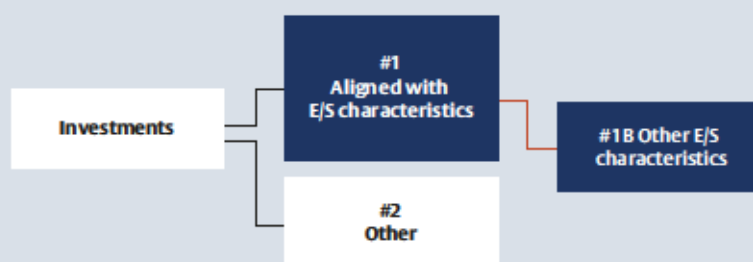 Investments
#1
Aligned with
E/S characteristics
#2
Other
#1B Other E/S
characteristics